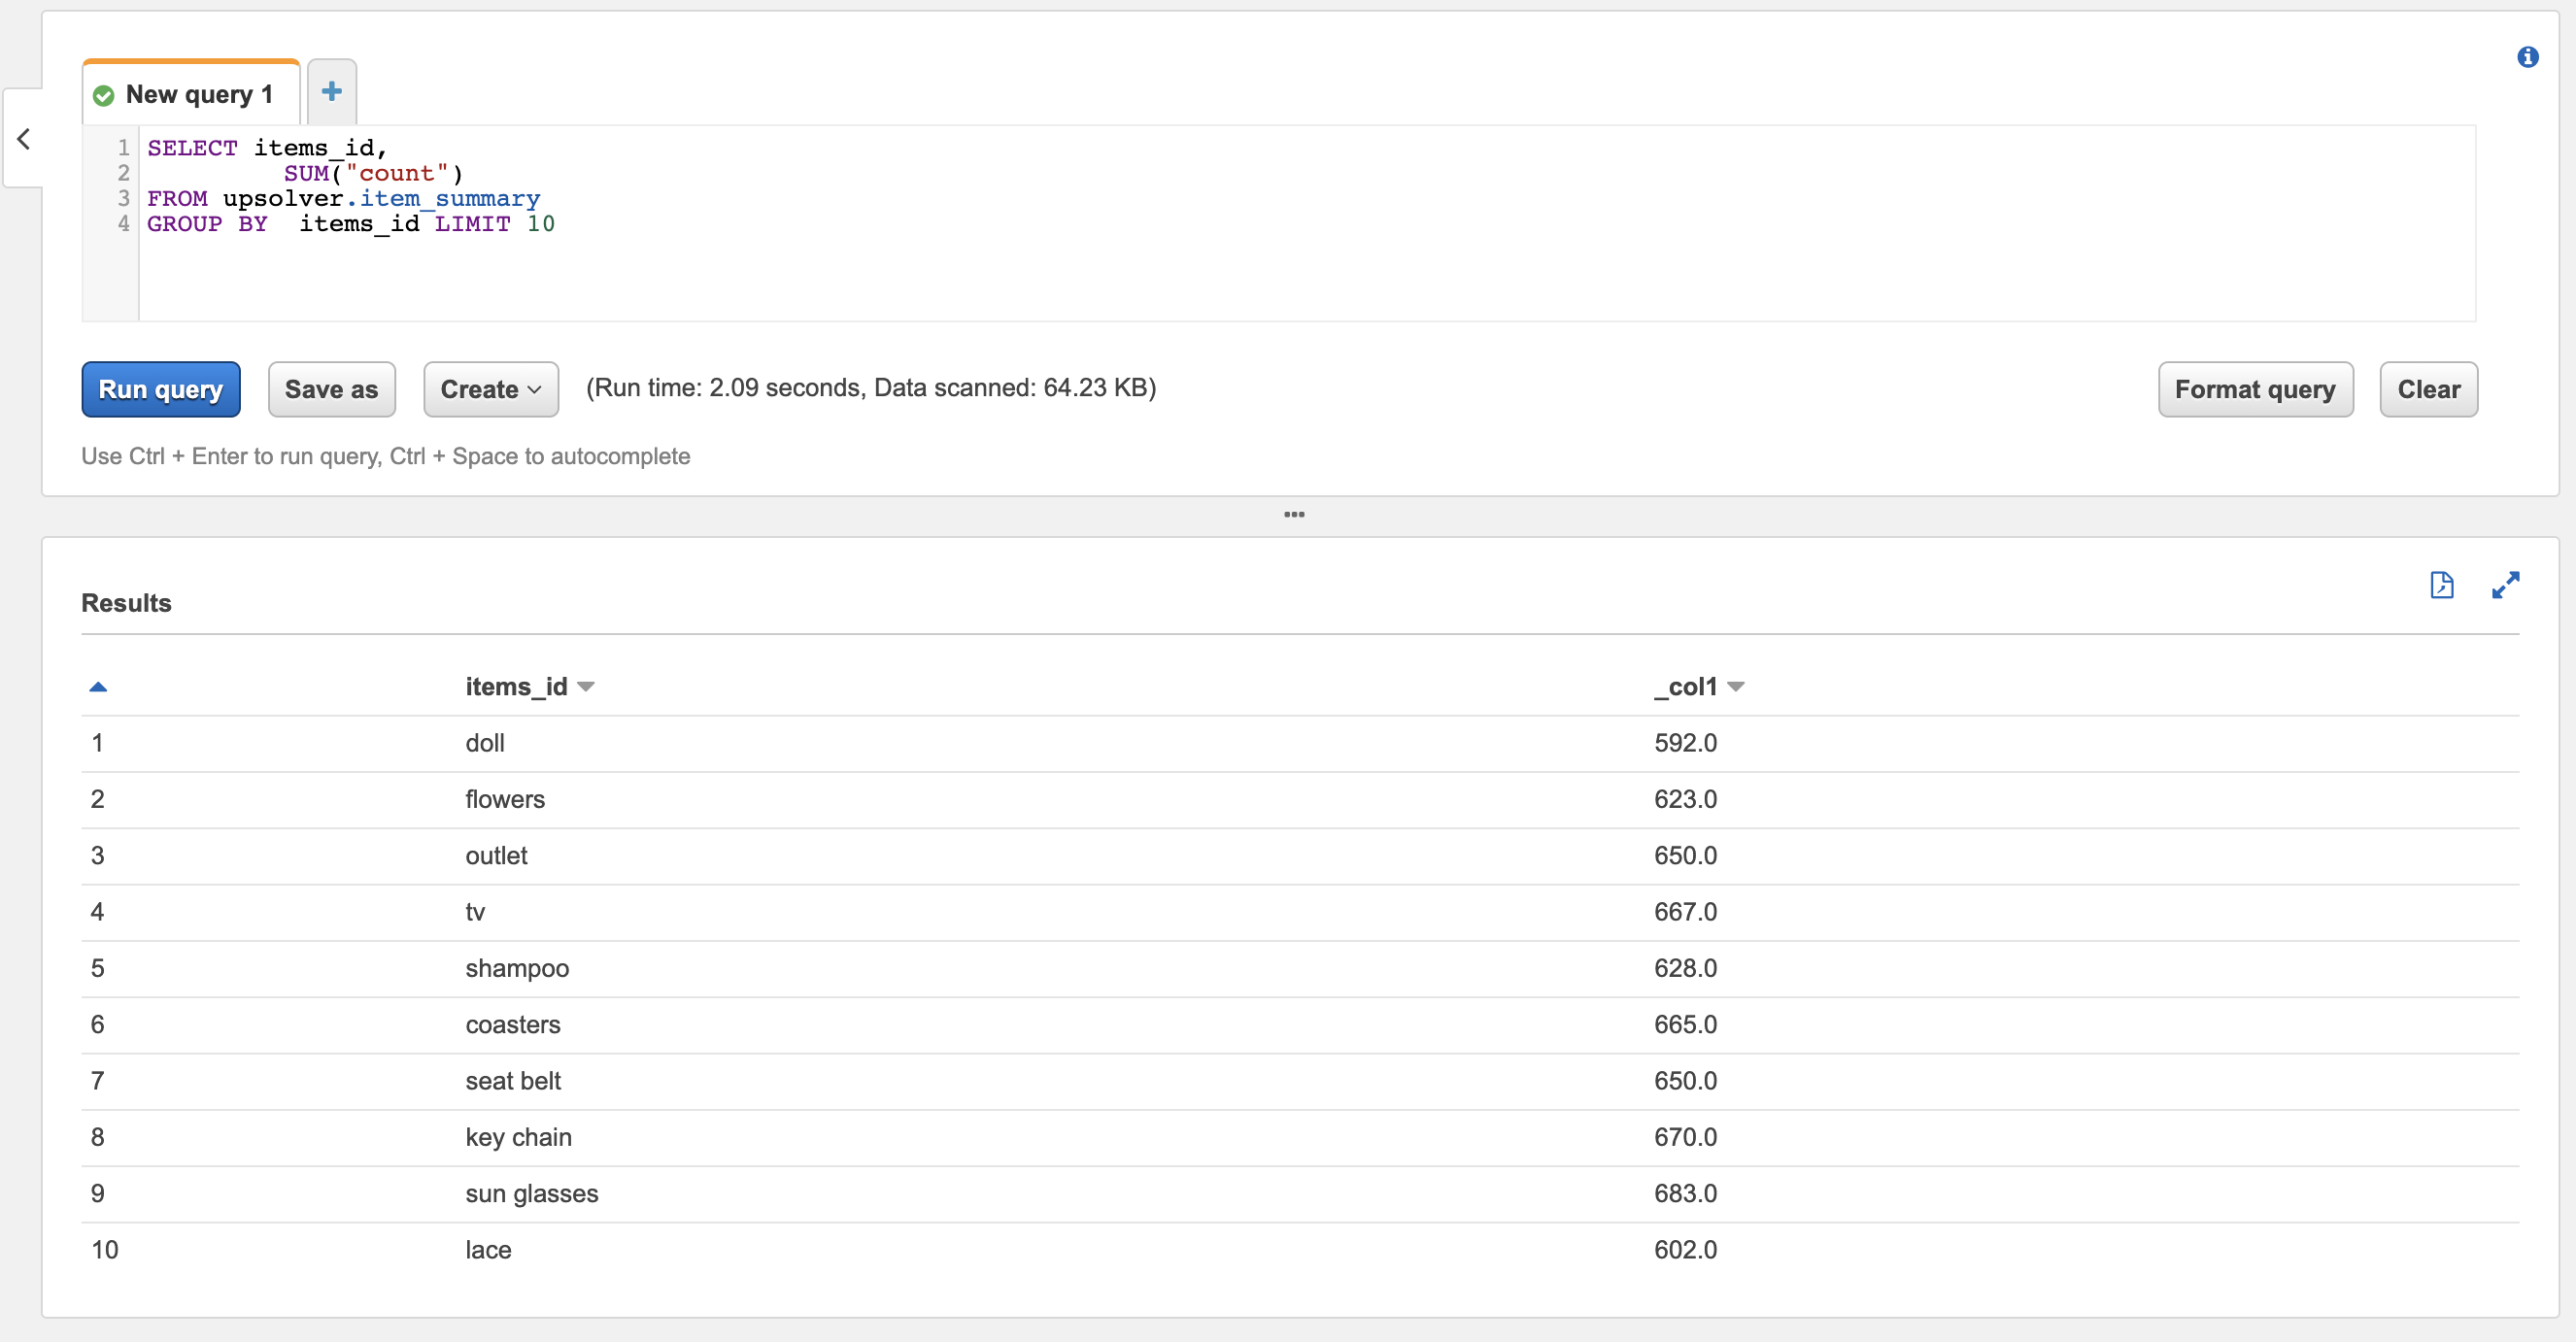 New query 1
+
1 SELECT items_id,
2 SUM("count")
3 FROM upsolver.item_summary
4 GROUP BY  items_id LIMIT 10
Run query Save as Create (Run time: 2.09 seconds, Data scanned: 64.23 KB) Format query Clear
Use Ctrl + Enter to run query, Ctrl + Space to autocomplete
Results
items_id _col1
1 doll 592.0
2 flowers 623.0
3 outlet 650.0
4 tv 667.0
5 shampoo 628.0
6 coasters 665.0
7 seat belt 650.0
8 key chain 670.0
9 sun glasses 683.0
10 lace 602.0